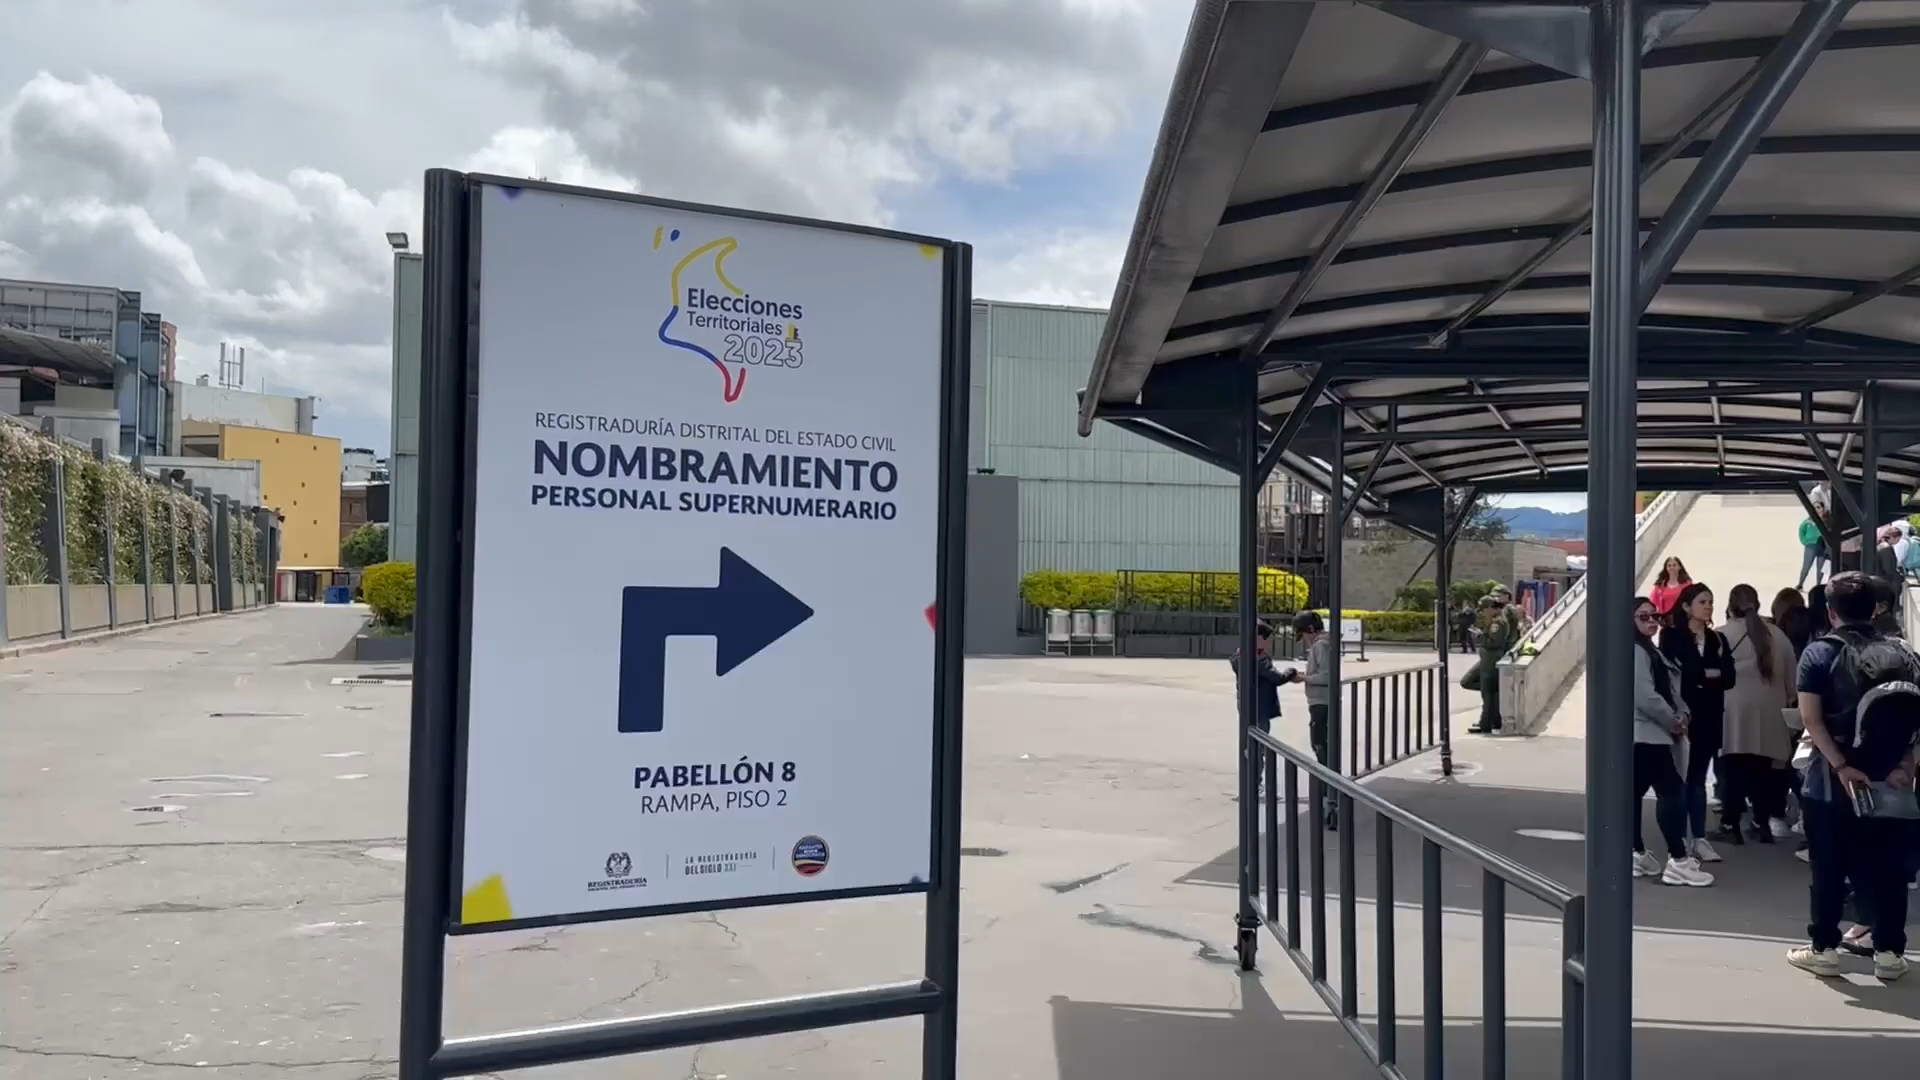 Elecciones
Territoriales
2023
REGISTRADURÍA DISTRITAL DEL ESTADO CIVIL
NOMBRAMIENTO
PERSONAL SUPERNUMERARIO
PABELLÓN 8
RAMPA, PISO 2
REGISTRADURÍA
LA REGISTRADURÍA
DEL SIGLO XXI